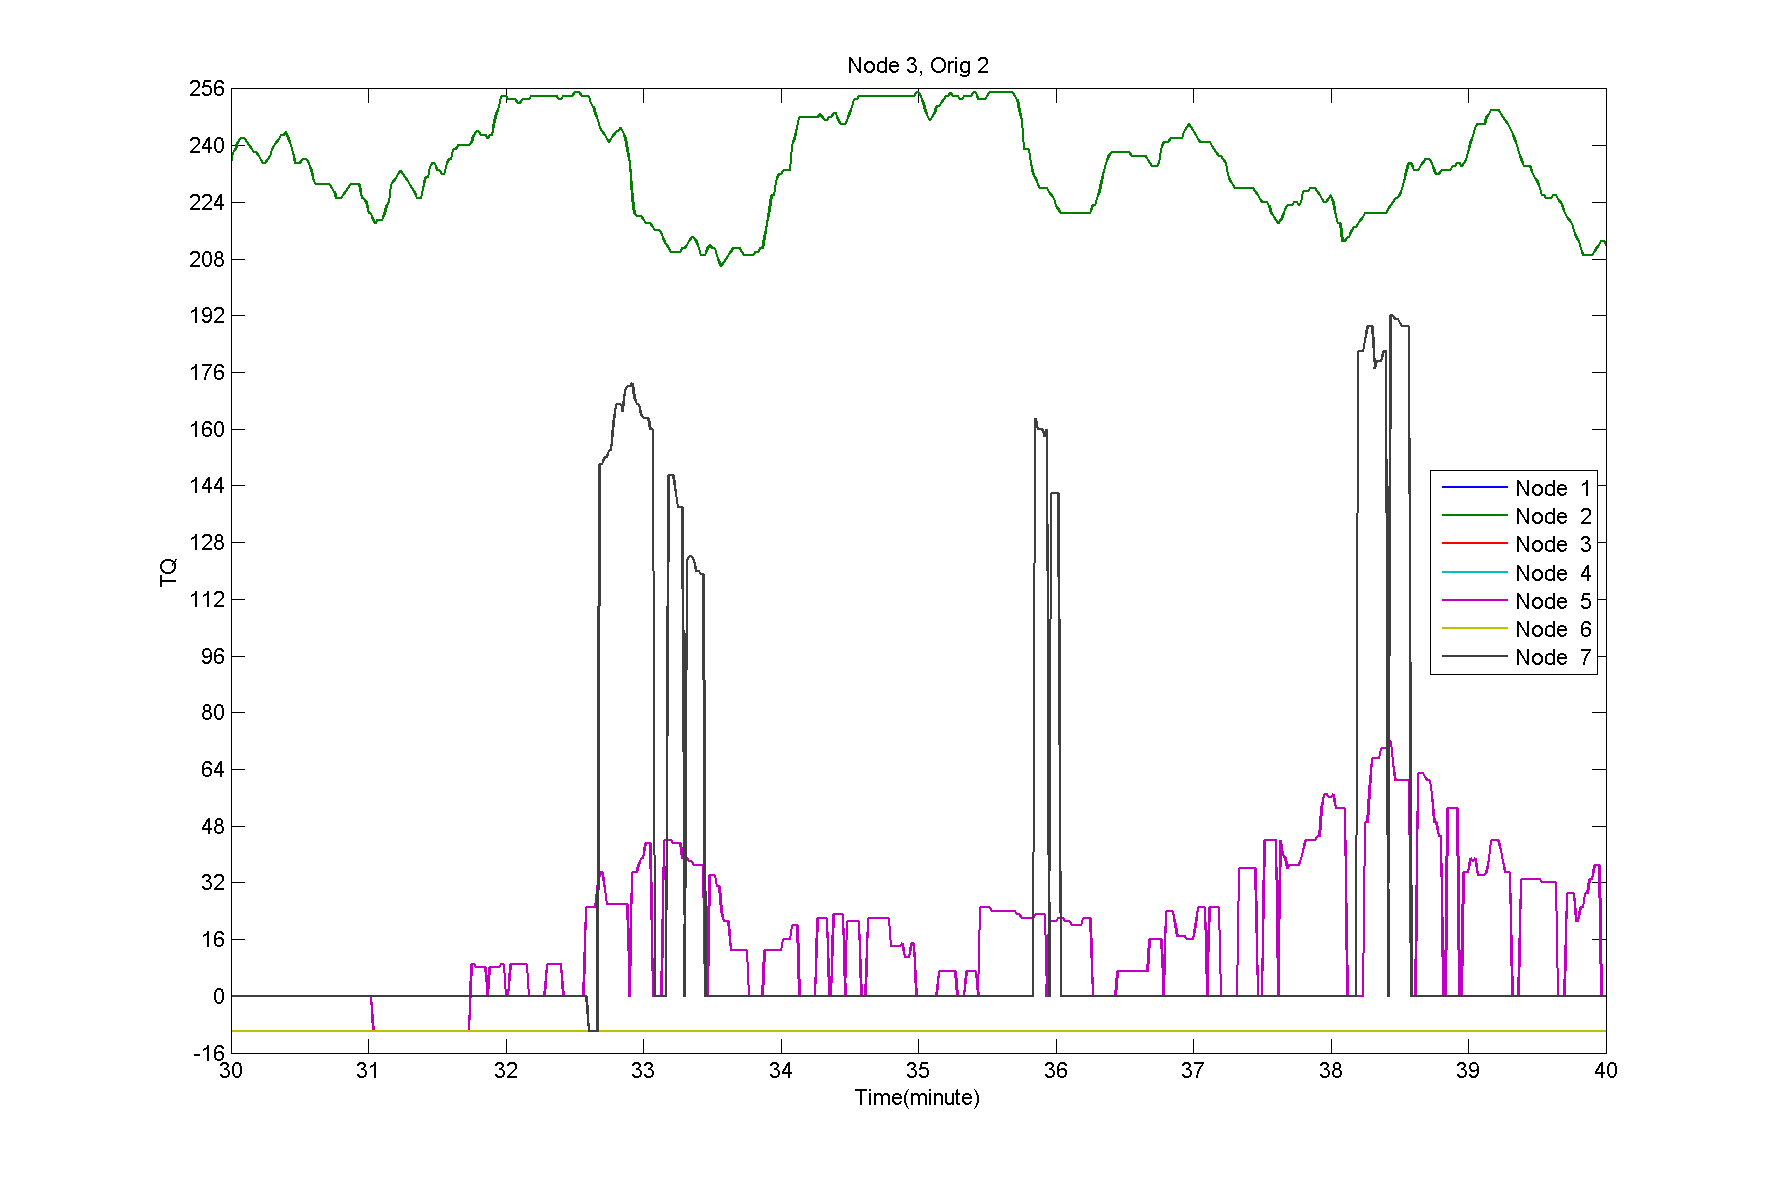 Node 3, Orig 2
256
240
224
208
192
176
160
144
128
112
96
80
64
48
32
16
0
-16
TQ
Node 1
Node 2
Node 3
Node 4
Node 5
Node 6
Node 7
30 31 32 33 34 35 36 37 38 39 40
Time(minute)